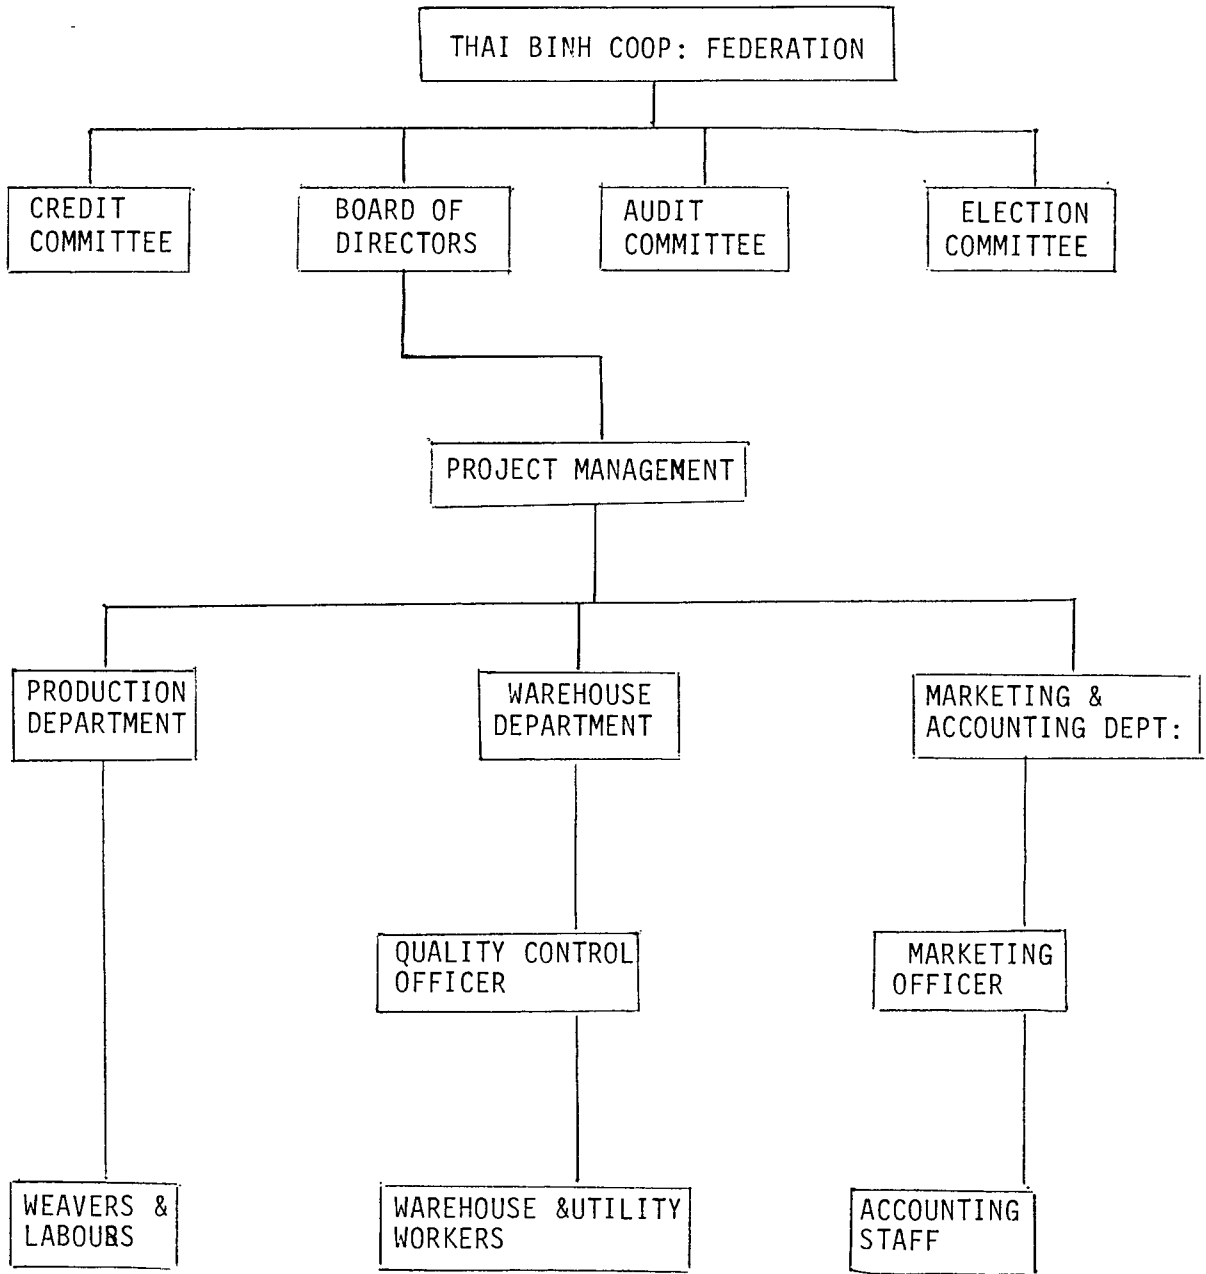 THAI BINH COOP: FEDERATION
CREDIT
COMMITTEE
BOARD OF
DIRECTORS
AUDIT
COMMITTEE
ELECTION
COMMITTEE
PROJECT MANAGEMENT
PRODUCTION
DEPARTMENT
WAREHOUSE
DEPARTMENT
MARKETING &
ACCOUNTING DEPT:
QUALITY CONTROL
OFFICER
MARKETING
OFFICER
WEAVERS &
LABOURS
WAREHOUSE &UTILITY
WORKERS
ACCOUNTING
STAFF